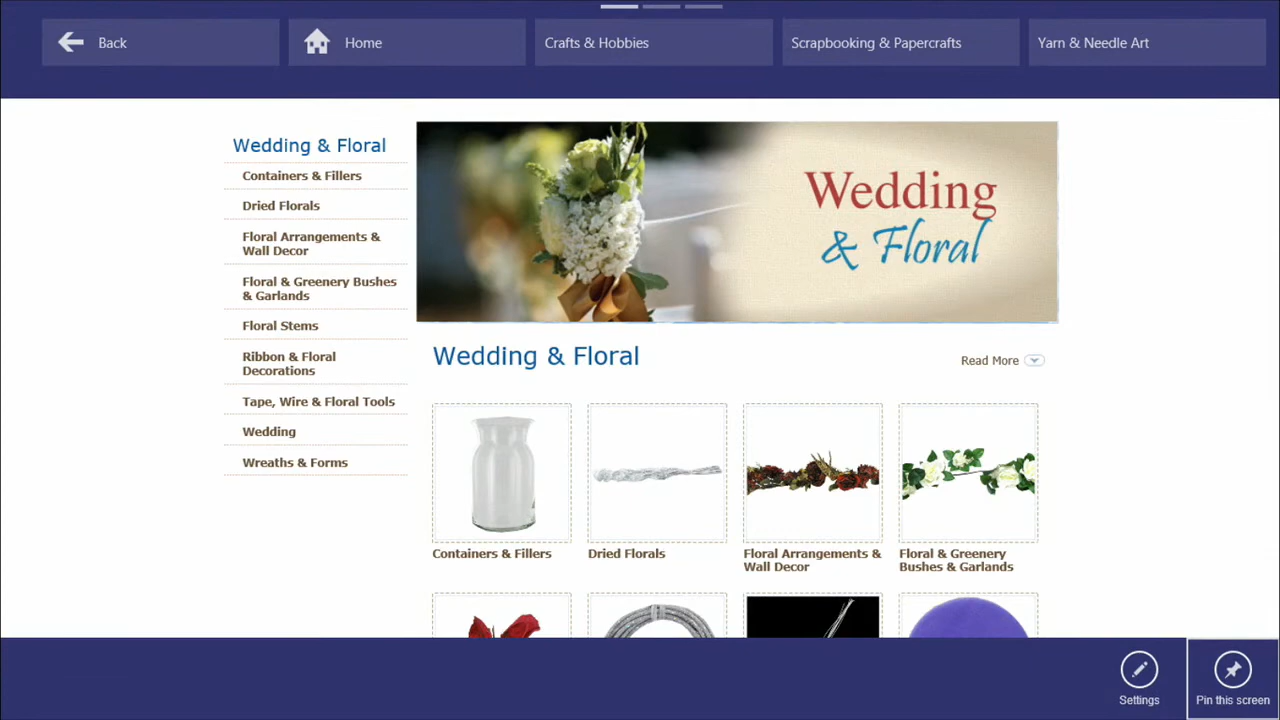 Back
Home
Crafts & Hobbies
Scrapbooking & Papercrafts
Yarn & Needle Art
Wedding & Floral
Containers & Fillers
Dried Florals
Floral Arrangements &
Wall Decor
Floral & Greenery Bushes
& Garlands
Floral Stems
Ribbon & Floral
Decorations
Tape, Wire & Floral Tools
Wedding
Wreaths & Forms
Wedding
& Floral
Wedding & Floral
Read More
Containers & Fillers
Dried Florals
Floral Arrangements &
Wall Decor
Floral & Greenery
Bushes & Garlands
Settings
Pin this screen